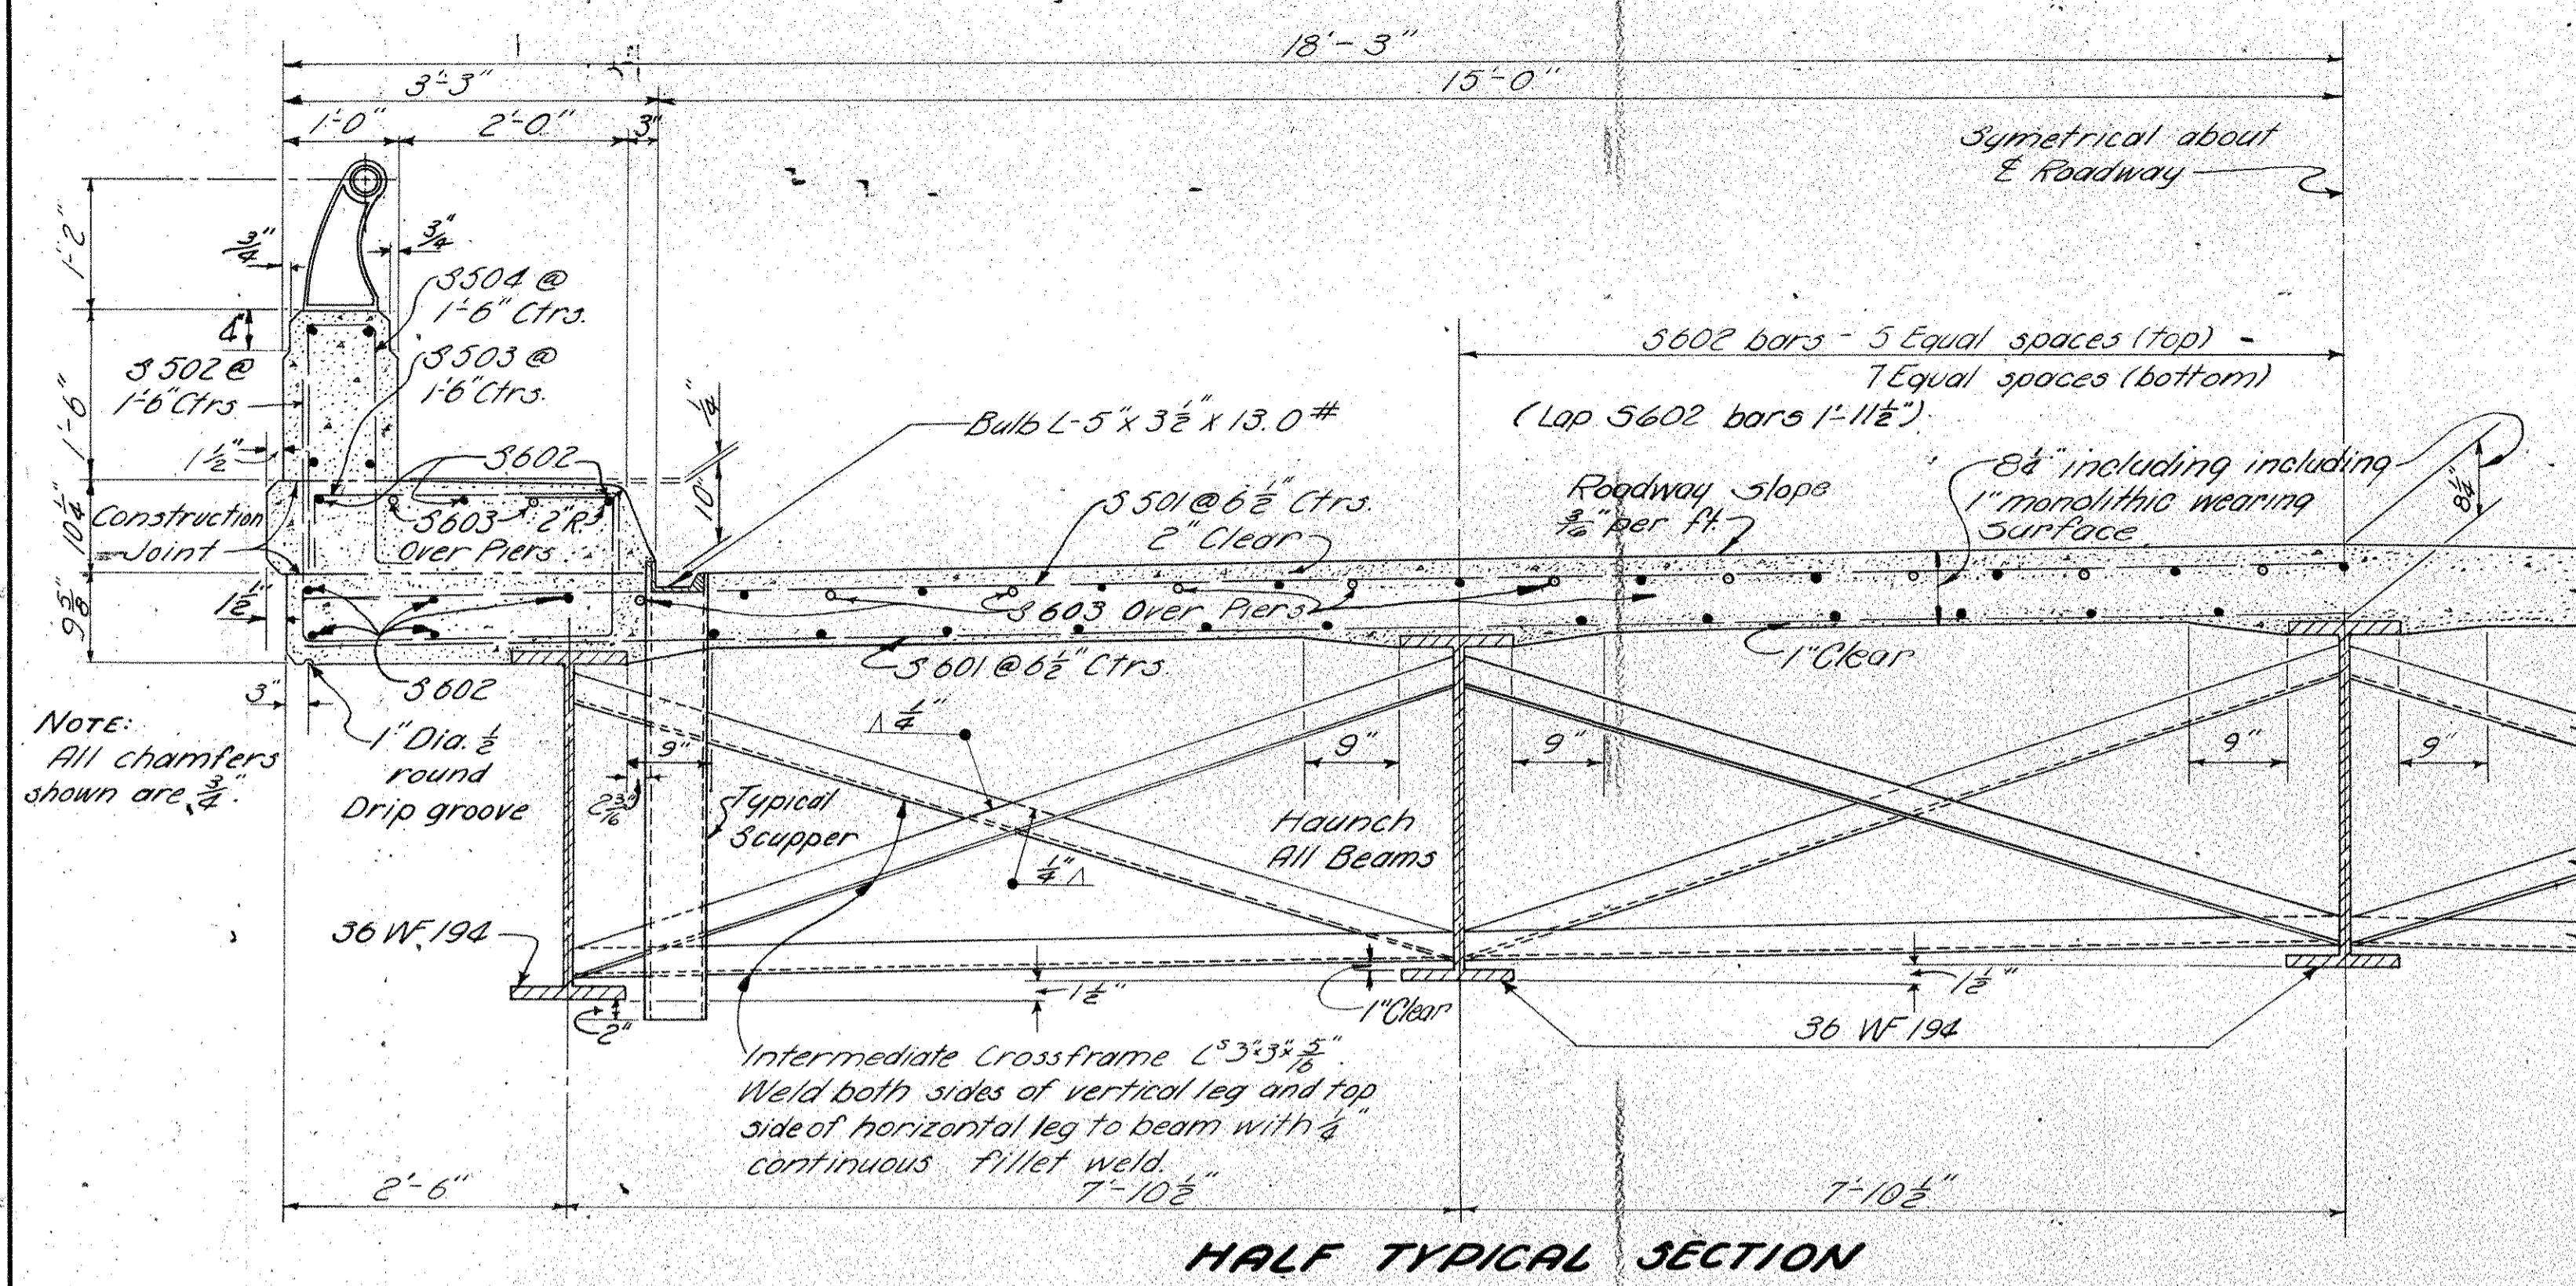 18'-3"
3'-3"
15'-0"
1'-0"
2'-0"
3"
Symetrical about
℄ Roadway
1'-2"
3/4"
3/4"
S504 @
1'-6" Ctrs.
4"
S503 @
1'-6" Ctrs.
S502 @
1'-6" Ctrs
1'-6"
S602 bars - 5 Equal spaces (top)
7 Equal spaces (bottom)
(Lap S602 bars 1'-11 1/2")
1/4"
Bulb L-5" x 3 1/2" x 13.0 #
1 1/2"
S602
10"
8 1/4" including including
1" monolithic wearing
Surface
8 1/4"
Roadway slope
3/16" per ft.
S501 @ 6 1/2" Ctrs.
2" Clear
10 1/4"
Construction
Joint
S603
2"R.
Over Piers
9 5/8"
1 1/2"
S603 Over Piers
S601 @ 6 1/2" Ctrs.
1" Clear
3"
S602
NOTE:
All chamfers
shown are 3/4".
1" Dia. 1/2
round
Drip groove
1/4"
9"
2 3/16"
Typical
Scupper
9"
9"
9"
9"
Haunch
All Beams
1/4"
36 WF 194
1 1/2"
1" Clear
1 1/2"
2"
36 WF 194
Intermediate Crossframe Ls 3"x3"x 5/16".
Weld both sides of vertical leg and top
side of horizontal leg to beam with 1/4"
continuous fillet weld.
2'-6"
7'-10 1/2"
7'-10 1/2"
HALF TYPICAL SECTION